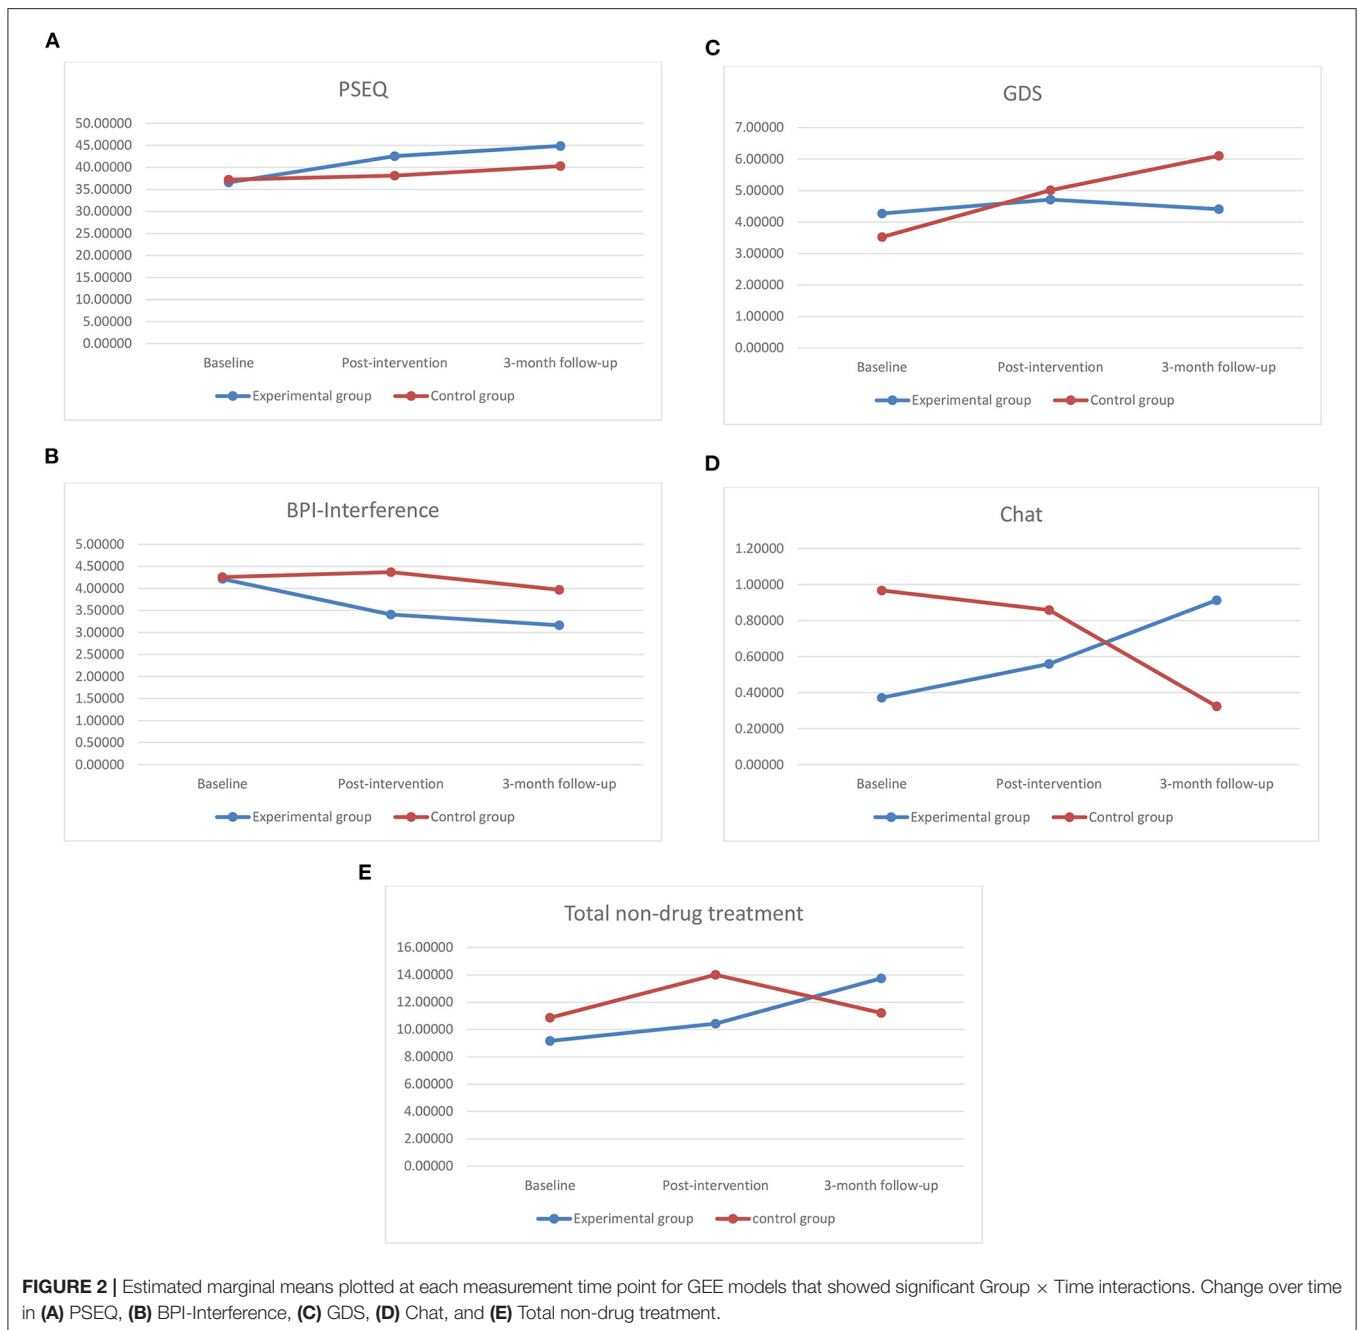 A
PSEQ
50.00000
45.00000
40.00000
35.00000
30.00000
25.00000
20.00000
15.00000
10.00000
5.00000
0.00000
Baseline Post-intervention 3-month follow-up
Experimental group Control group
B
BPI-Interference
5.00000
4.50000
4.00000
3.50000
3.00000
2.50000
2.00000
1.50000
1.00000
0.50000
0.00000
Baseline Post-intervention 3-month follow-up
Experimental group Control group
C
GDS
7.00000
6.00000
5.00000
4.00000
3.00000
2.00000
1.00000
0.00000
Baseline Post-intervention 3-month follow-up
Experimental group Control group
D
Chat
1.20000
1.00000
0.80000
0.60000
0.40000
0.20000
0.00000
Baseline Post-intervention 3-month follow-up
Experimental group Control group
E
Total non-drug treatment
16.00000
14.00000
12.00000
10.00000
8.00000
6.00000
4.00000
2.00000
0.00000
Baseline Post-intervention 3-month follow-up
Experimental group control group
FIGURE 2 | Estimated marginal means plotted at each measurement time point for GEE models that showed significant Group × Time interactions. Change over time
in (A) PSEQ, (B) BPI-Interference, (C) GDS, (D) Chat, and (E) Total non-drug treatment.